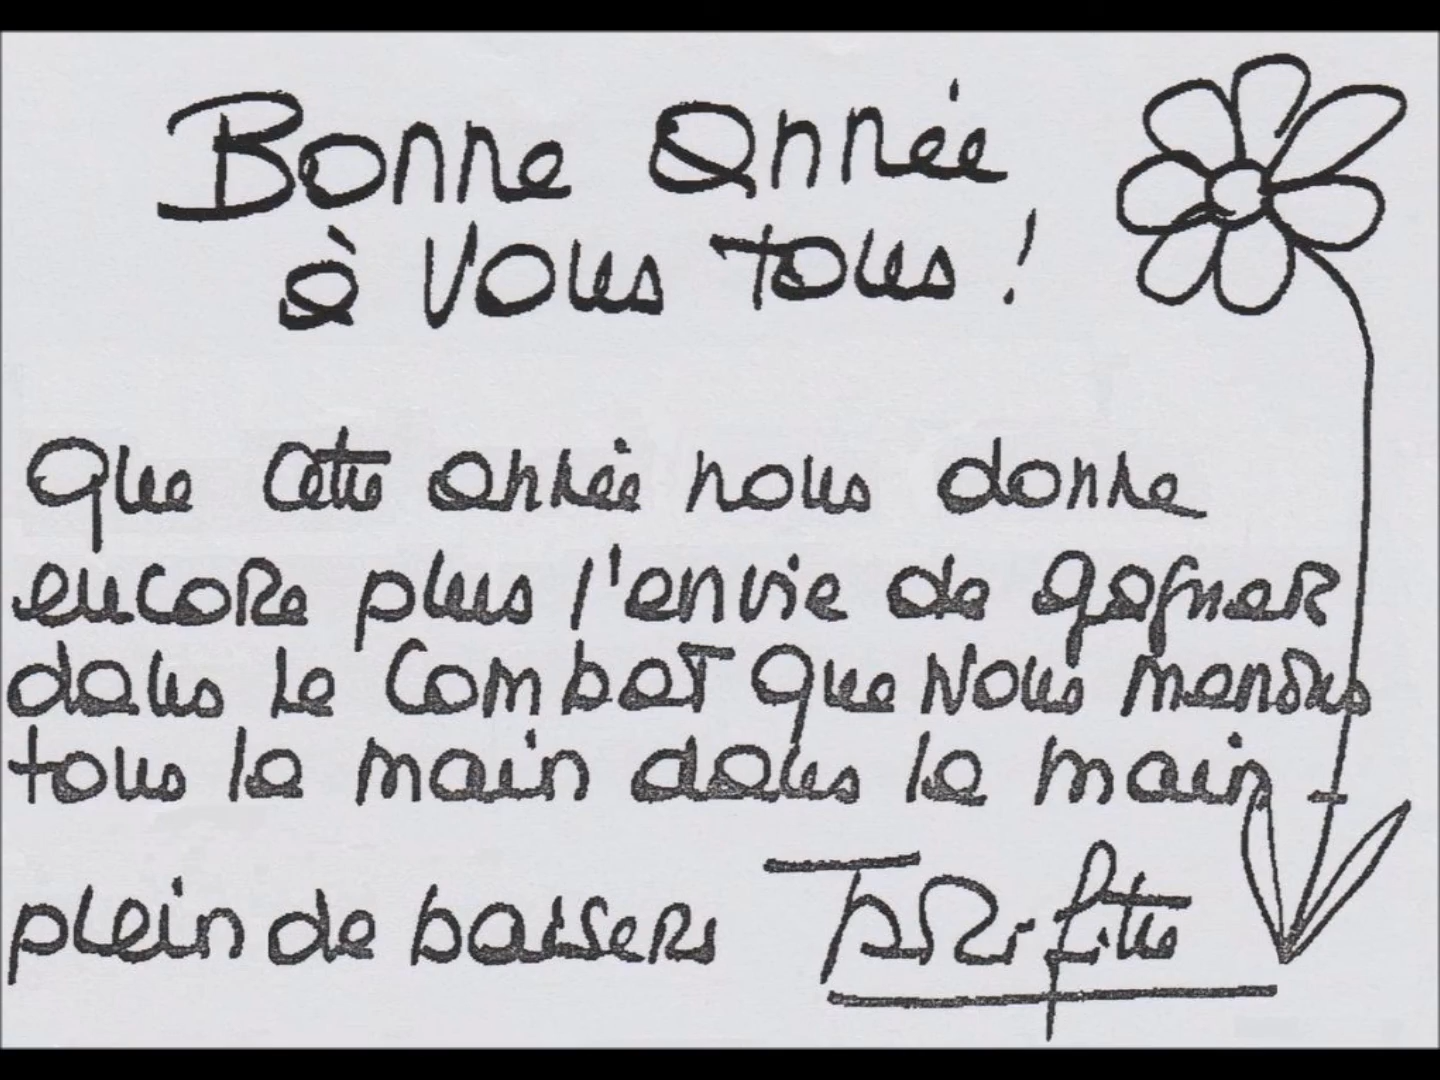 Bonne année
à vous tous !
Que cette année nous donne
encore plus l'envie de gagner
dans le combat que nous menons
tous la main dans la main -
plein de baisers